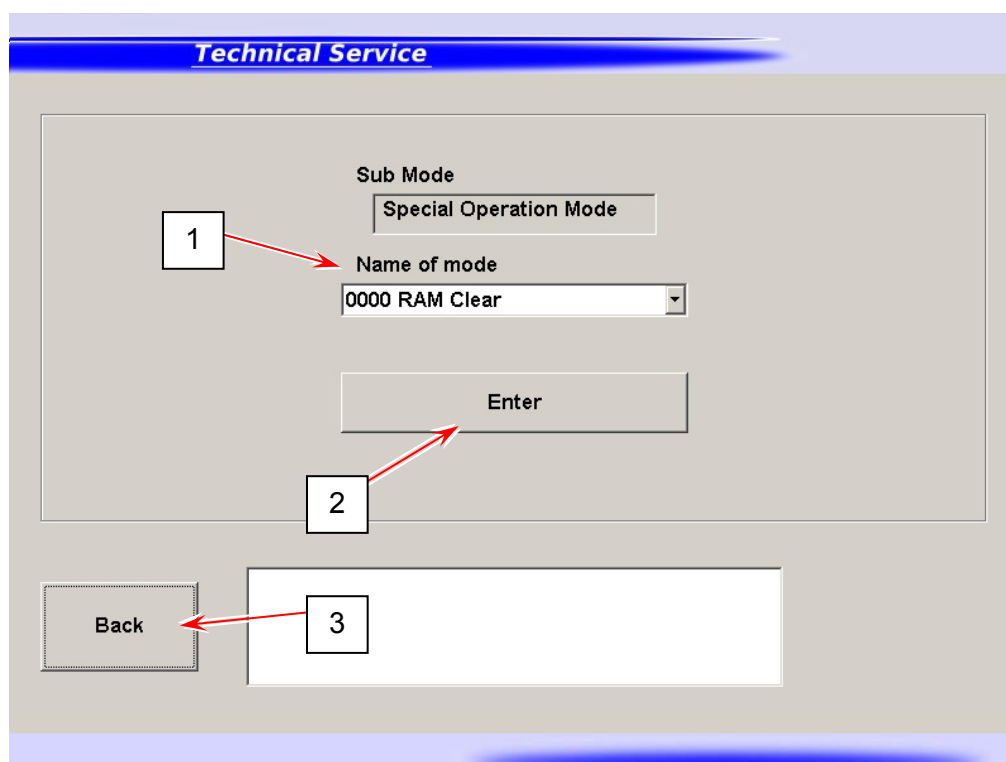 Technical Service
Sub Mode
Special Operation Mode
1
Name of mode
0000 RAM Clear
Enter
2
Back
3